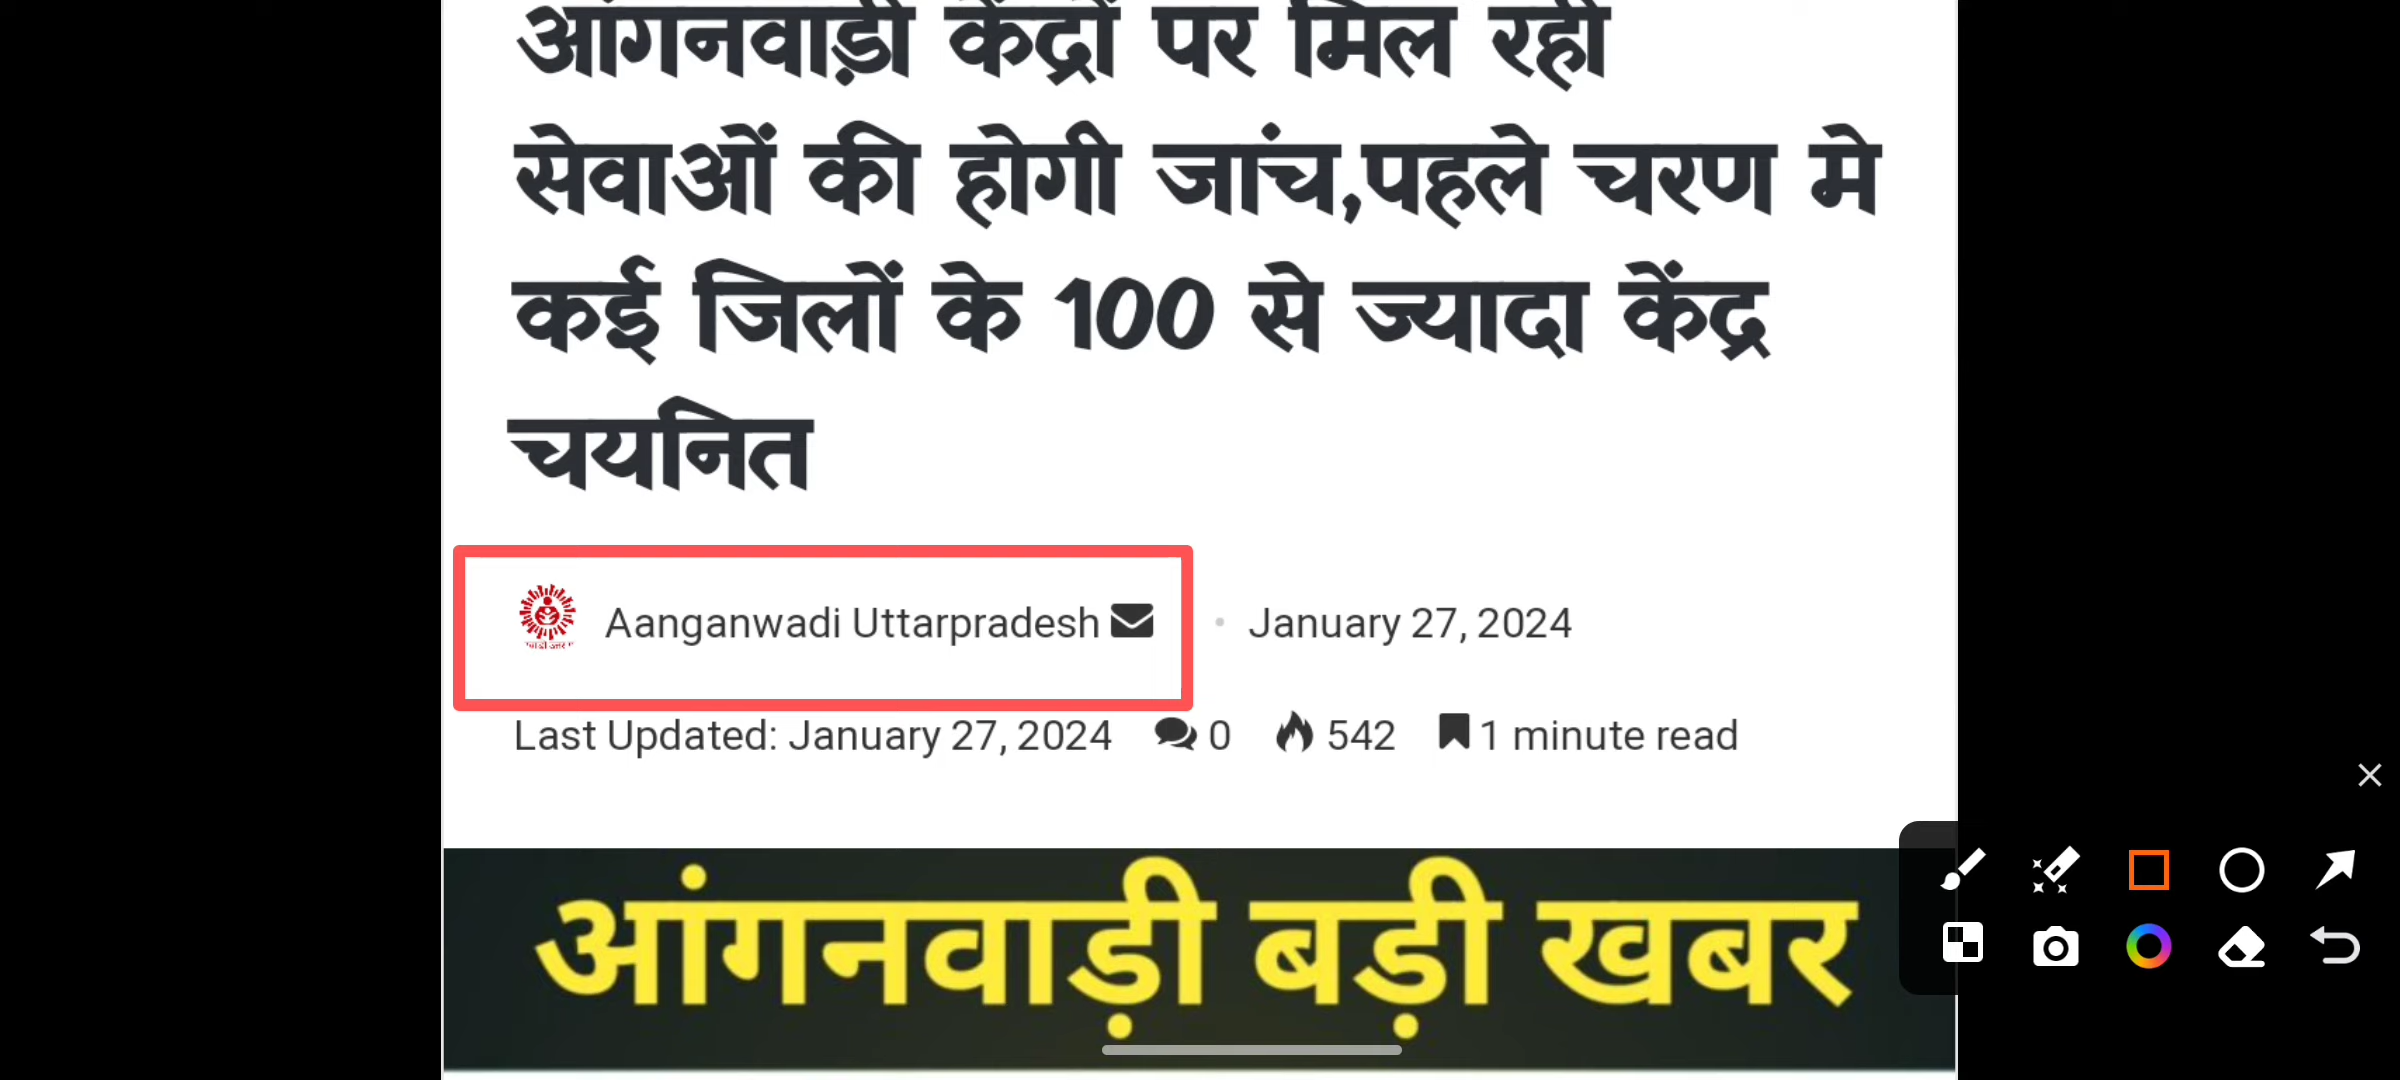 आंगनवाड़ी केंद्रों पर मिल रही
सेवाओं की होगी जांच,पहले चरण मे
कई जिलों के 100 से ज्यादा केंद्र
चयनित
Aanganwadi Uttarpradesh • January 27, 2024
Last Updated: January 27, 2024 0 542 1 minute read
आंगनवाड़ी बड़ी खबर